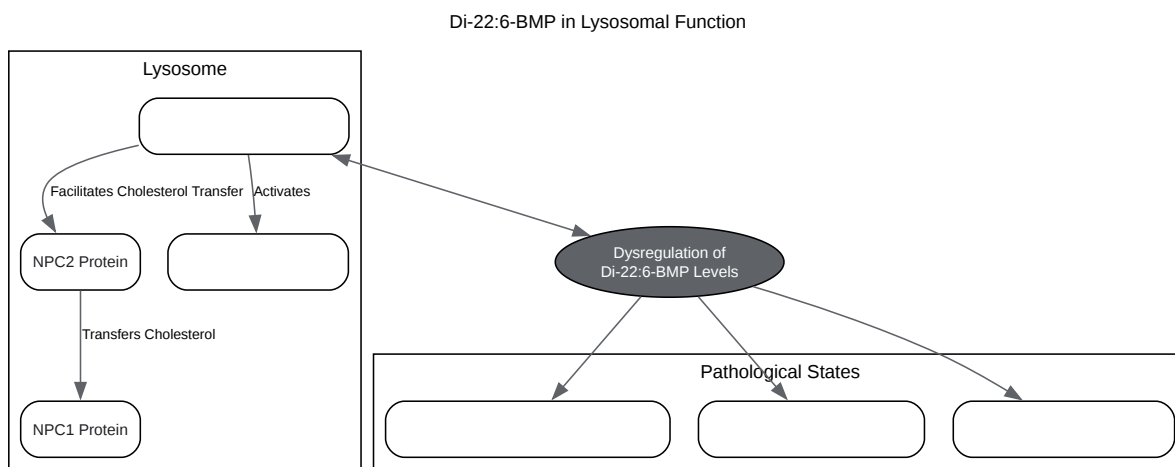 Di-22:6-BMP in Lysosomal Function
Lysosome
Facilitates Cholesterol Transfer
Activates
NPC2 Protein
Dysregulation of
Di-22:6-BMP Levels
Transfers Cholesterol
Pathological States
NPC1 Protein